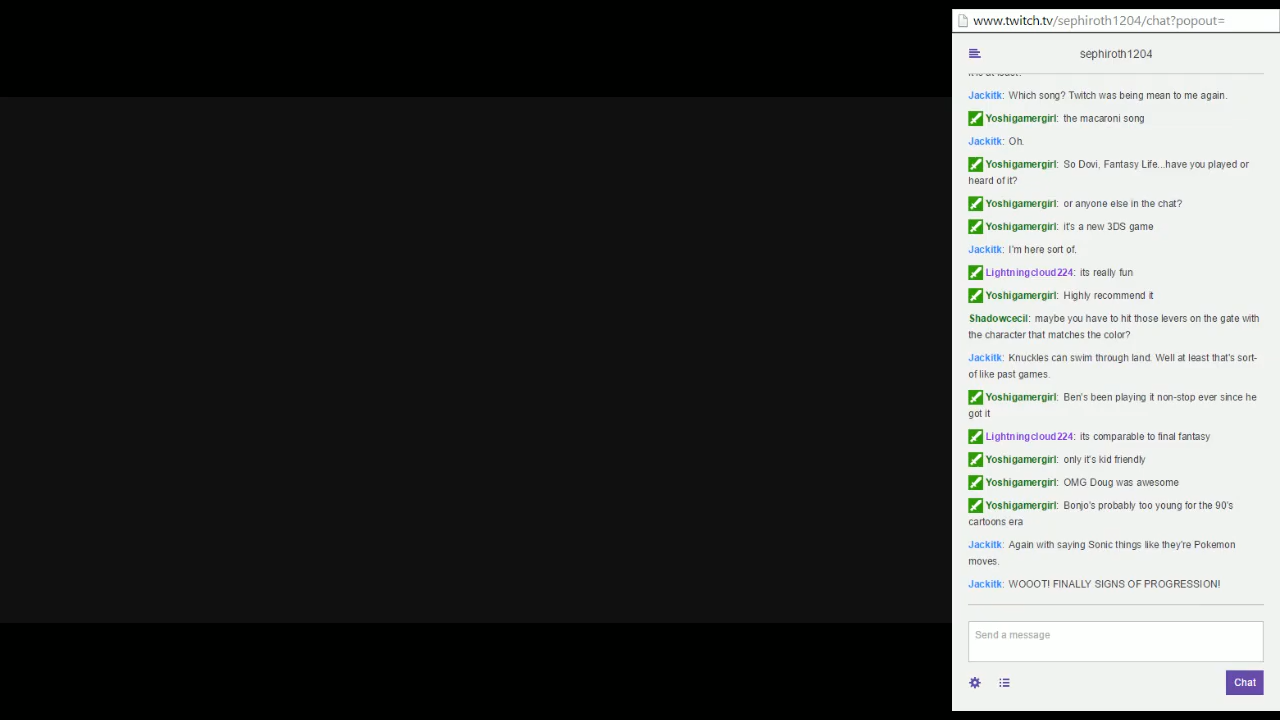 www.twitch.tv/sephiroth1204/chat?popout=
sephiroth1204
Jackitk: Which song? Twitch was being mean to me again.
Yoshigamergirl: the macaroni song
Jackitk: Oh.
Yoshigamergirl: So Dovi, Fantasy Life...have you played or
heard of it?
Yoshigamergirl: or anyone else in the chat?
Yoshigamergirl: it's a new 3DS game
Jackitk: I'm here sort of.
Lightningcloud224: its really fun
Yoshigamergirl: Highly recommend it
Shadowcecil: maybe you have to hit those levers on the gate with
the character that matches the color?
Jackitk: Knuckles can swim through land. Well at least that's sort-
of like past games.
Yoshigamergirl: Ben's been playing it non-stop ever since he
got it
Lightningcloud224: its comparable to final fantasy
Yoshigamergirl: only it's kid friendly
Yoshigamergirl: OMG Doug was awesome
Yoshigamergirl: Bonjo's probably too young for the 90's
cartoons era
Jackitk: Again with saying Sonic things like they're Pokemon
moves.
Jackitk: WOOOT! FINALLY SIGNS OF PROGRESSION!
Send a message
Chat